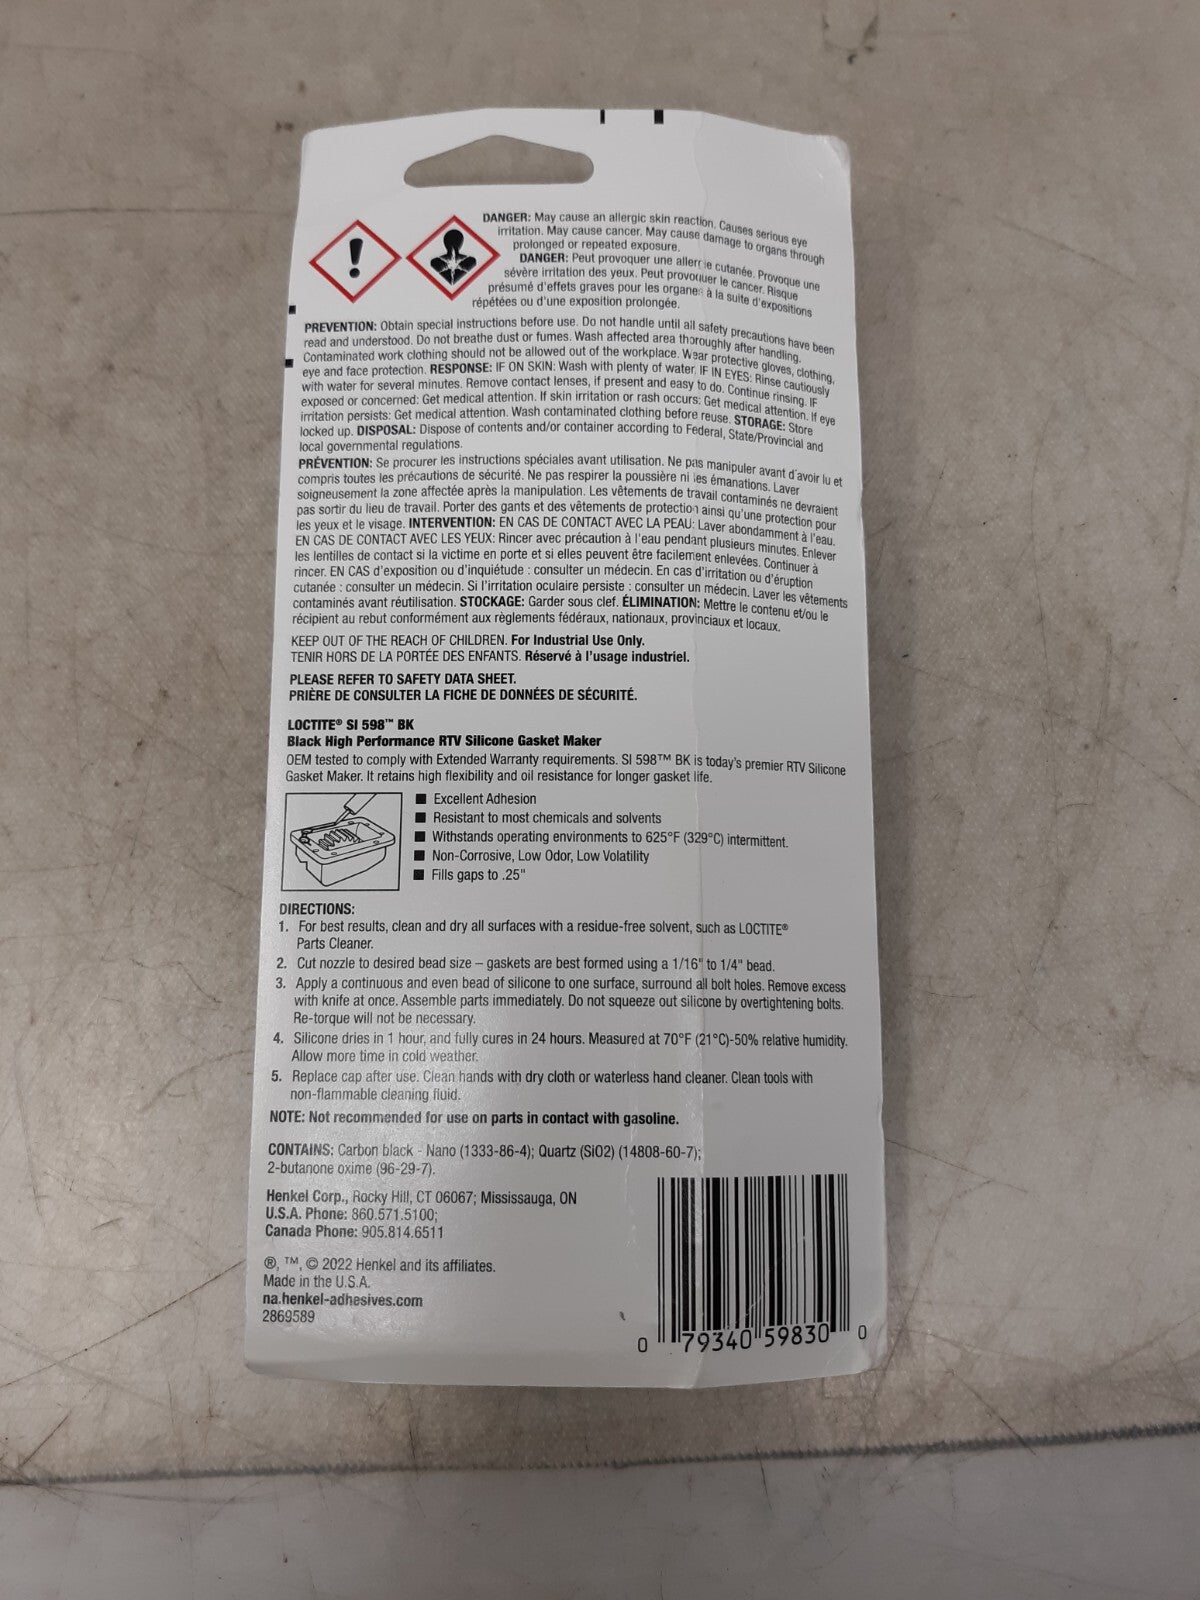 DANGER: May cause an allergic skin reaction. Causes serious eye
irritation. May cause cancer. May cause damage to organs through
prolonged or repeated exposure.
DANGER: Peut provoquer une allergie cutanée. Provoque une
sévère irritation des yeux. Peut provoquer le cancer. Risque
présumé d'effets graves pour les organes à la suite d'expositions
répétées ou d'une exposition prolongée.
PREVENTION: Obtain special instructions before use. Do not handle until all safety precautions have been
read and understood. Do not breathe dust or fumes. Wash affected area thoroughly after handling.
Contaminated work clothing should not be allowed out of the workplace. Wear protective gloves, clothing,
eye and face protection. RESPONSE: IF ON SKIN: Wash with plenty of water. IF IN EYES: Rinse cautiously
with water for several minutes. Remove contact lenses, if present and easy to do. Continue rinsing. IF
exposed or concerned: Get medical attention. If skin irritation or rash occurs: Get medical attention. If eye
irritation persists: Get medical attention. Wash contaminated clothing before reuse. STORAGE: Store
locked up. DISPOSAL: Dispose of contents and/or container according to Federal, State/Provincial and
local governmental regulations.
PRÉVENTION: Se procurer les instructions spéciales avant utilisation. Ne pas manipuler avant d'avoir lu et
compris toutes les précautions de sécurité. Ne pas respirer la poussière ni les émanations. Laver
soigneusement la zone affectée après la manipulation. Les vêtements de travail contaminés ne devraient
pas sortir du lieu de travail. Porter des gants et des vêtements de protection ainsi qu'une protection pour
les yeux et le visage. INTERVENTION: EN CAS DE CONTACT AVEC LA PEAU: Laver abondamment à l'eau.
EN CAS DE CONTACT AVEC LES YEUX: Rincer avec précaution à l'eau pendant plusieurs minutes. Enlever
les lentilles de contact si la victime en porte et si elles peuvent être facilement enlevées. Continuer à
rincer. EN CAS d'exposition ou d'inquiétude : consulter un médecin. En cas d'irritation ou d'éruption
cutanée : consulter un médecin. Si l'irritation oculaire persiste : consulter un médecin. Laver les vêtements
contaminés avant réutilisation. STOCKAGE: Garder sous clef. ÉLIMINATION: Mettre le contenu et/ou le
récipient au rebut conformément aux règlements fédéraux, nationaux, provinciaux et locaux.
KEEP OUT OF THE REACH OF CHILDREN. For Industrial Use Only.
TENIR HORS DE LA PORTÉE DES ENFANTS. Réservé à l'usage industriel.
PLEASE REFER TO SAFETY DATA SHEET.
PRIÈRE DE CONSULTER LA FICHE DE DONNÉES DE SÉCURITÉ.
LOCTITE® SI 598™ BK
Black High Performance RTV Silicone Gasket Maker
OEM tested to comply with Extended Warranty requirements. SI 598™ BK is today's premier RTV Silicone
Gasket Maker. It retains high flexibility and oil resistance for longer gasket life.
■ Excellent Adhesion
■ Resistant to most chemicals and solvents
■ Withstands operating environments to 625°F (329°C) intermittent.
■ Non-Corrosive, Low Odor, Low Volatility
■ Fills gaps to .25"
DIRECTIONS:
1. For best results, clean and dry all surfaces with a residue-free solvent, such as LOCTITE®
Parts Cleaner.
2. Cut nozzle to desired bead size – gaskets are best formed using a 1/16" to 1/4" bead.
3. Apply a continuous and even bead of silicone to one surface, surround all bolt holes. Remove excess
with knife at once. Assemble parts immediately. Do not squeeze out silicone by overtightening bolts.
Re-torque will not be necessary.
4. Silicone dries in 1 hour, and fully cures in 24 hours. Measured at 70°F (21°C)-50% relative humidity.
Allow more time in cold weather.
5. Replace cap after use. Clean hands with dry cloth or waterless hand cleaner. Clean tools with
non-flammable cleaning fluid.
NOTE: Not recommended for use on parts in contact with gasoline.
CONTAINS: Carbon black - Nano (1333-86-4); Quartz (SiO2) (14808-60-7);
2-butanone oxime (96-29-7).
Henkel Corp., Rocky Hill, CT 06067; Mississauga, ON
U.S.A. Phone: 860.571.5100;
Canada Phone: 905.814.6511
®, ™, © 2022 Henkel and its affiliates.
Made in the U.S.A.
na.henkel-adhesives.com
2869589
0 79340 59830 0